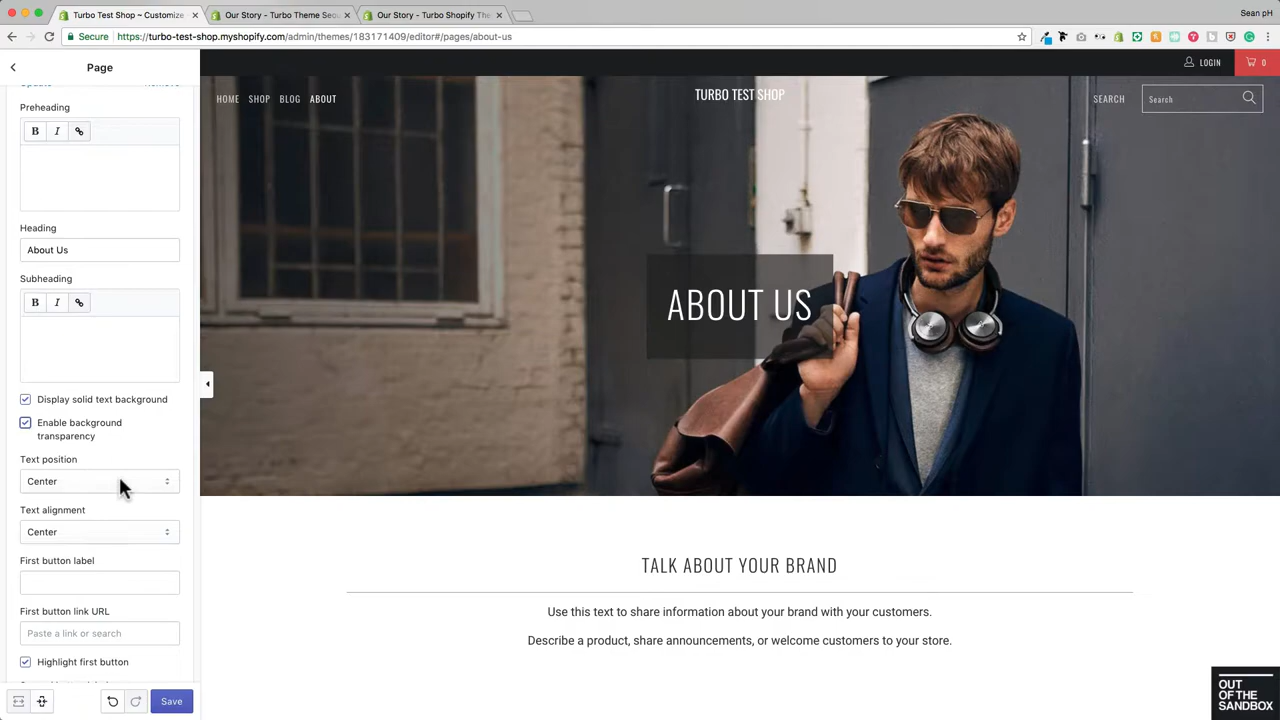 Turbo Test Shop ~ Customize
Our Story - Turbo Theme Seo
Our Story - Turbo Shopify The
Sean pH
Secure
https://turbo-test-shop.myshopify.com/admin/themes/183171409/editor#/pages/about-us
Page
LOGIN
0
HOME
SHOP
BLOG
ABOUT
TURBO TEST SHOP
SEARCH
Search
Preheading
B
I
Heading
About Us
Subheading
B
I
ABOUT US
Display solid text background
Enable background
transparency
Text position
Center
Text alignment
Center
First button label
First button link URL
Paste a link or search
Highlight first button
Save
TALK ABOUT YOUR BRAND
Use this text to share information about your brand with your customers.
Describe a product, share announcements, or welcome customers to your store.
OUT
OF THE
SANDBOX